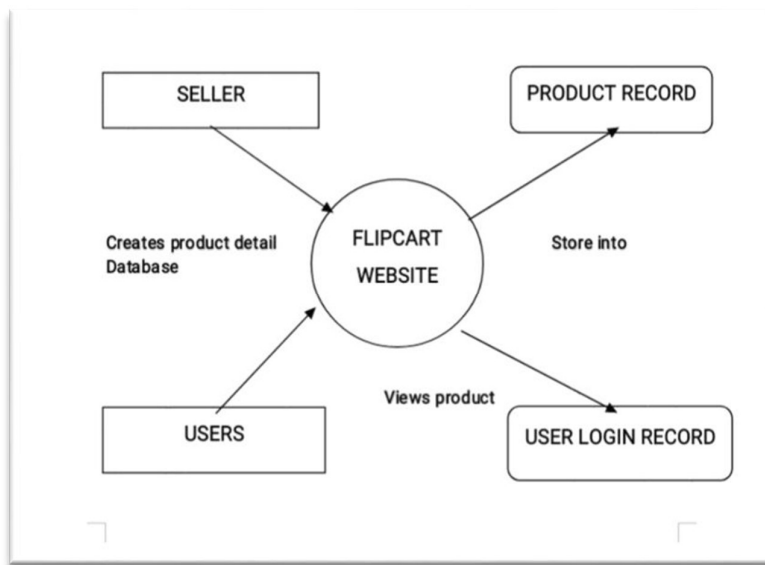 SELLER
PRODUCT RECORD
FLIPCART
WEBSITE
Creates product detail
Database
Store into
Views product
USERS
USER LOGIN RECORD